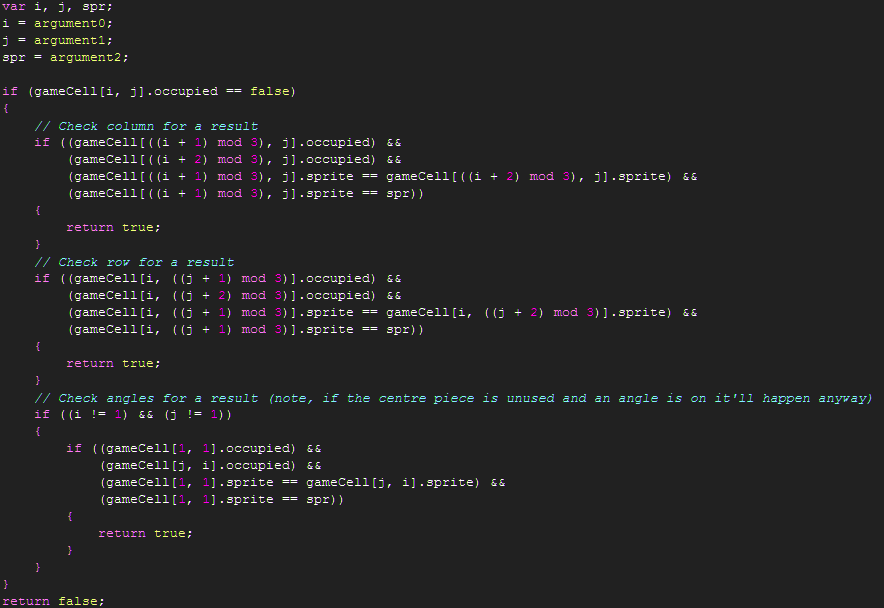 var i, j, spr;
i = argument0;
j = argument1;
spr = argument2;

if (gameCell[i, j].occupied == false)
{
    // Check column for a result
    if ((gameCell[((i + 1) mod 3), j].occupied) &&
        (gameCell[((i + 2) mod 3), j].occupied) &&
        (gameCell[((i + 1) mod 3), j].sprite == gameCell[((i + 2) mod 3), j].sprite) &&
        (gameCell[((i + 1) mod 3), j].sprite == spr))
    {
        return true;
    }
    // Check row for a result
    if ((gameCell[i, ((j + 1) mod 3)].occupied) &&
        (gameCell[i, ((j + 2) mod 3)].occupied) &&
        (gameCell[i, ((j + 1) mod 3)].sprite == gameCell[i, ((j + 2) mod 3)].sprite) &&
        (gameCell[i, ((j + 1) mod 3)].sprite == spr))
    {
        return true;
    }
    // Check angles for a result (note, if the centre piece is unused and an angle is on it'll happen anyway)
    if ((i != 1) && (j != 1))
    {
        if ((gameCell[1, 1].occupied) &&
            (gameCell[j, i].occupied) &&
            (gameCell[1, 1].sprite == gameCell[j, i].sprite) &&
            (gameCell[1, 1].sprite == spr))
        {
            return true;
        }
    }
}
return false;